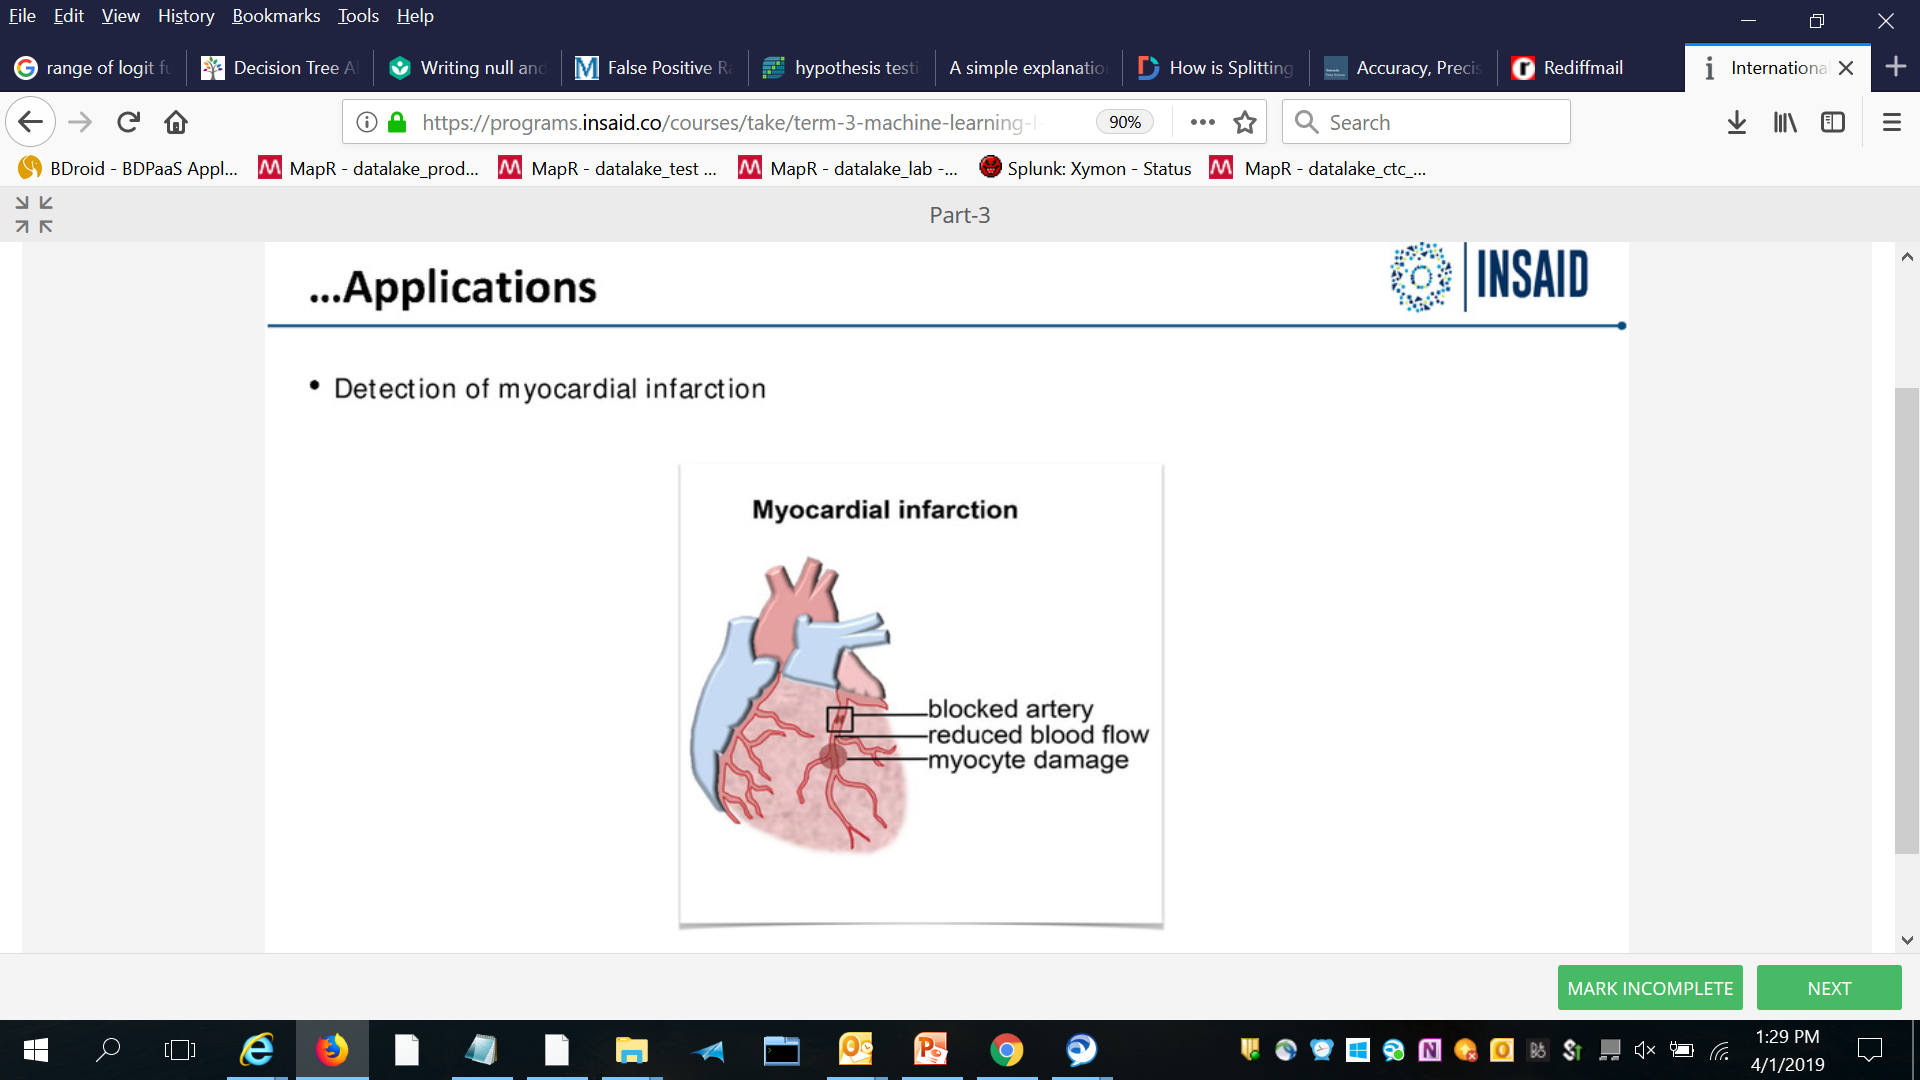 File Edit View History Bookmarks Tools Help
range of logit fu
Decision Tree Al
Writing null and
False Positive Ra
hypothesis testi
A simple explanatio
How is Splitting
Accuracy, Precis
Rediffmail
Internationa
https://programs.insaid.co/courses/take/term-3-machine-learning-l
90%
Search
BDroid - BDPaaS Appl...
MapR - datalake_prod...
MapR - datalake_test ...
MapR - datalake_lab -...
Splunk: Xymon - Status
MapR - datalake_ctc_...
Part-3
...Applications
INSAID
• Detection of myocardial infarction
Myocardial infarction
blocked artery
reduced blood flow
myocyte damage
MARK INCOMPLETE
NEXT
1:29 PM
4/1/2019